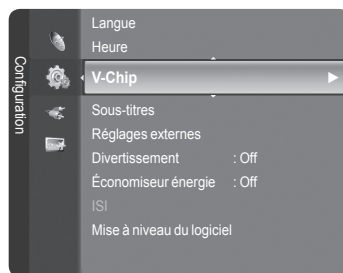 Configuration
Langue
Heure
V-Chip
Sous-titres
Réglages externes
Divertissement : Off
Économiseur énergie : Off
ISI
Mise à niveau du logiciel